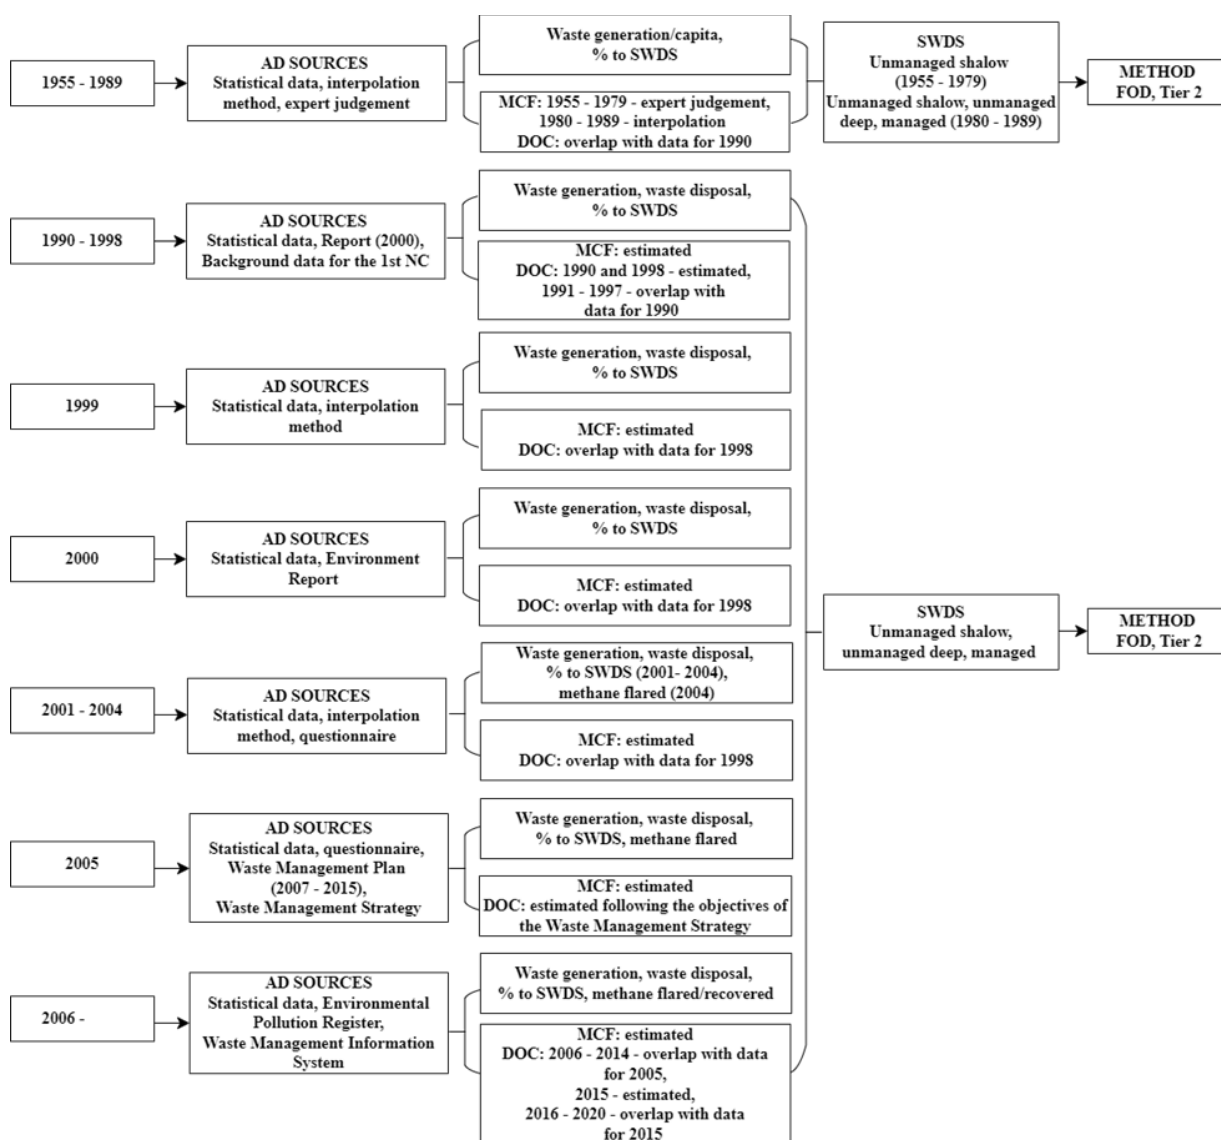 1955 - 1989
AD SOURCES
Statistical data, interpolation
method, expert judgement
Waste generation/capita,
% to SWDS
MCF: 1955 - 1979 - expert judgement,
1980 - 1989 - interpolation
DOC: overlap with data for 1990
SWDS
Unmanaged shalow
(1955 - 1979)
Unmanaged shalow, unmanaged
deep, managed (1980 - 1989)
METHOD
FOD, Tier 2
1990 - 1998
AD SOURCES
Statistical data, Report (2000),
Background data for the 1st NC
Waste generation, waste disposal,
% to SWDS
MCF: estimated
DOC: 1990 and 1998 - estimated,
1991 - 1997 - overlap with
data for 1990
1999
AD SOURCES
Statistical data, interpolation
method
Waste generation, waste disposal,
% to SWDS
MCF: estimated
DOC: overlap with data for 1998
2000
AD SOURCES
Statistical data, Environment
Report
Waste generation, waste disposal,
% to SWDS
MCF: estimated
DOC: overlap with data for 1998
SWDS
Unmanaged shalow,
unmanaged deep, managed
METHOD
FOD, Tier 2
2001 - 2004
AD SOURCES
Statistical data, interpolation
method, questionnaire
Waste generation, waste disposal,
% to SWDS (2001- 2004),
methane flared (2004)
MCF: estimated
DOC: overlap with data for 1998
2005
AD SOURCES
Statistical data, questionnaire,
Waste Management Plan
(2007 - 2015),
Waste Management Strategy
Waste generation, waste disposal,
% to SWDS, methane flared
MCF: estimated
DOC: estimated following the objectives of
the Waste Management Strategy
2006 -
AD SOURCES
Statistical data, Environmental
Pollution Register,
Waste Management Information
System
Waste generation, waste disposal,
% to SWDS, methane flared/recovered
MCF: estimated
DOC: 2006 - 2014 - overlap with data
for 2005,
2015 - estimated,
2016 - 2020 - overlap with data
for 2015